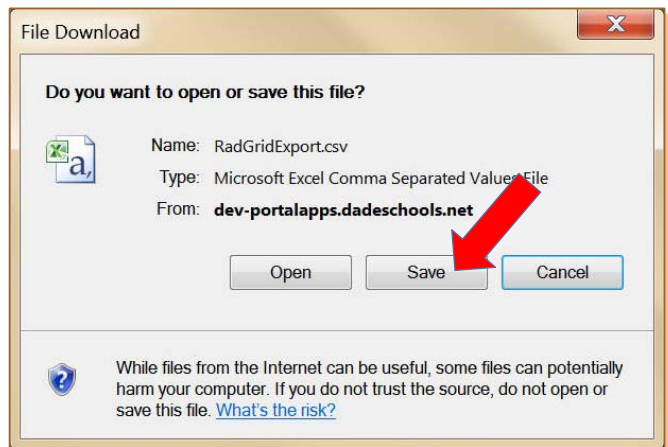 File Download
Do you want to open or save this file?
Name: RadGridExport.csv
Type: Microsoft Excel Comma Separated Values File
From: dev-portalapps.dadeschools.net
Open Save Cancel
While files from the Internet can be useful, some files can potentially
harm your computer. If you do not trust the source, do not open or
save this file. What's the risk?